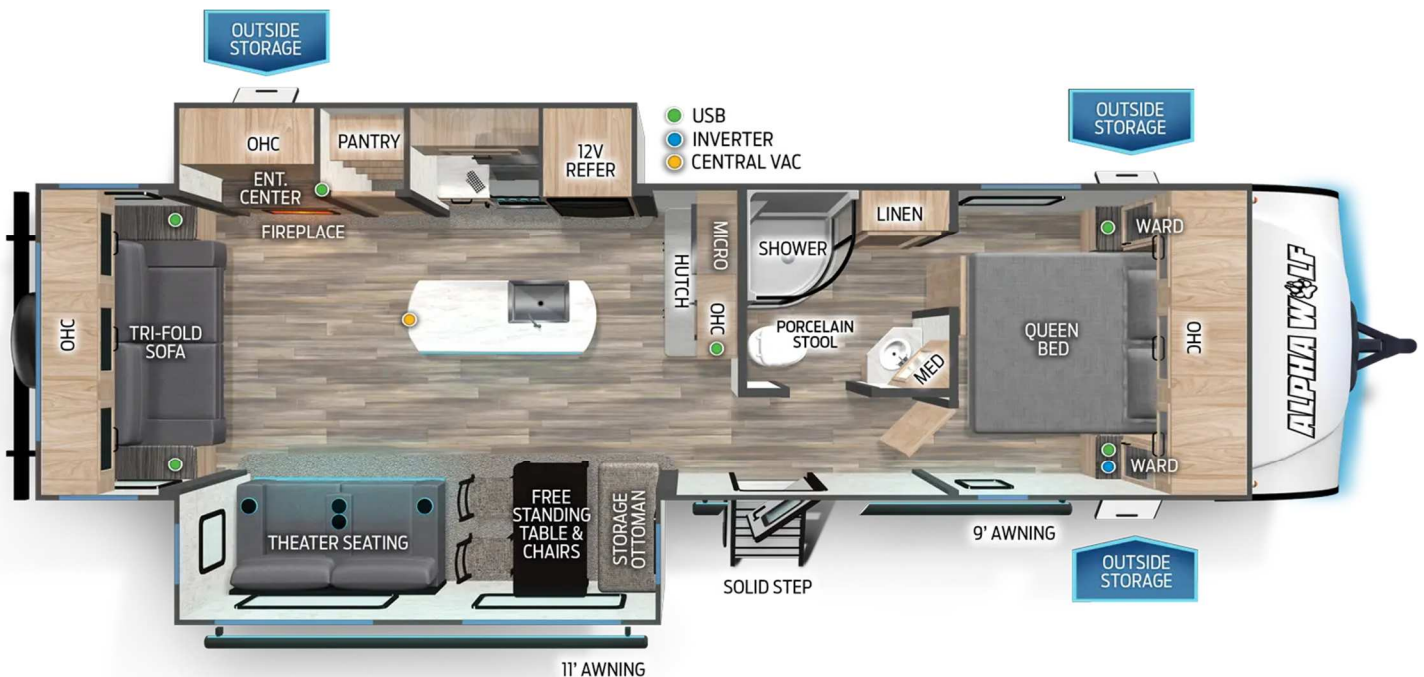 OUTSIDE
STORAGE
OUTSIDE
STORAGE
USB
INVERTER
CENTRAL VAC
OHC
PANTRY
12V
REFER
ENT.
CENTER
FIREPLACE
LINEN
WARD
MICRO
SHOWER
HUTCH
OHC
TRI-FOLD
SOFA
OHC
PORCELAIN
STOOL
MED
QUEEN
BED
OHC
ALPHA WOLF
WARD
THEATER SEATING
FREE
STANDING
TABLE &
CHAIRS
STORAGE
OTTOMAN
9' AWNING
SOLID STEP
OUTSIDE
STORAGE
11' AWNING